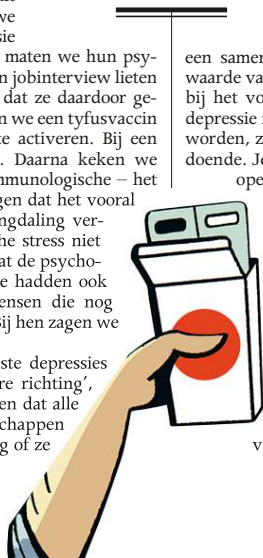 we
sie
maten we hun psy-
n jobinterview lieten
dat ze daardoor ge-
n we een tyfusvaccin
te activeren. Bij een
. Daarna keken we
mmunologische – het
gen dat het vooral
ngdaling ver-
he stress niet
at de psycho-
e hadden ook
ensen die nog
Bij hen zagen we
ste depressies
re richting’,
en dat alle
schappen
g of ze
een samen
waarde va
bij het vo
depressie
worden, z
doende. Je
ope
v